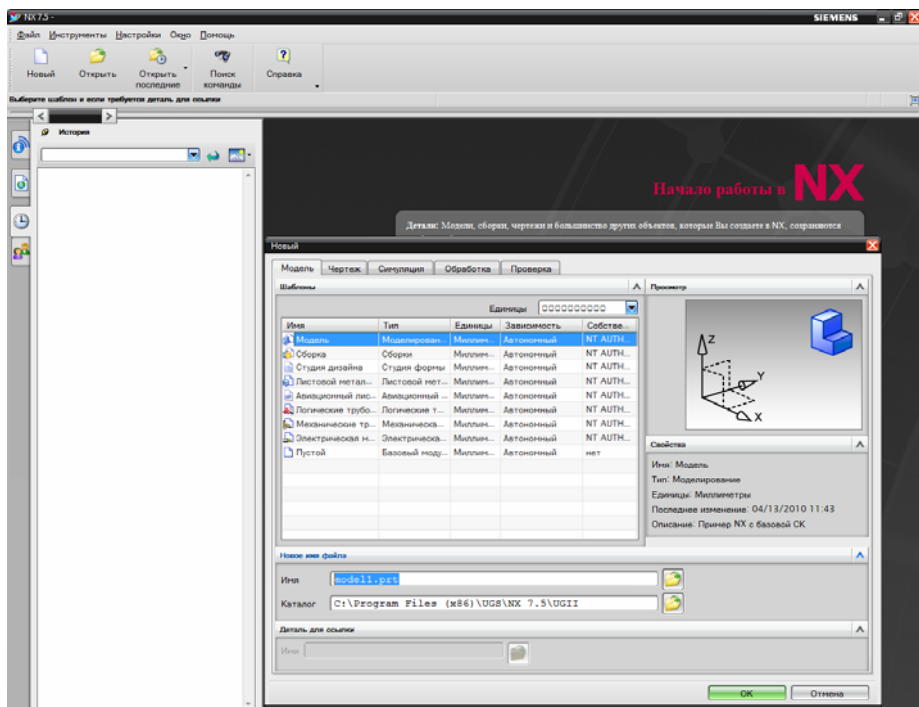 NX 7.5 -
SIEMENS
Файл Инструменты Настройки Окно Помощь
Новый Открыть Открыть последние Поиск команды Справка
Выберите шаблон и если требуется деталь для ссылки
История
Начало работы в NX
Детали: Модели, сборки, чертежи и большинство других объектов, которые Вы создаете в NX, сохраняются
Новый
Модель Чертеж Симуляция Обработка Проверка
Шаблоны
Единицы
Имя Тип Единицы Зависимость Собстве...
Модель Моделирован... Миллим... Автономный NT AUTH...
Сборка Сборки Миллим... Автономный NT AUTH...
Студия дизайна Студия формы Миллим... Автономный NT AUTH...
Листовой метал... Листовой мет... Миллим... Автономный NT AUTH...
Авиационный лис... Авиационный ... Миллим... Автономный NT AUTH...
Логические трубо... Логические т... Миллим... Автономный NT AUTH...
Механические тр... Механическа... Миллим... Автономный NT AUTH...
Электрическая м... Электрическа... Миллим... Автономный NT AUTH...
Пустой Базовый моду... Миллим... Автономный нет
Просмотр
Z
Y
X
Свойства
Имя: Модель
Тип: Моделирование
Единицы: Миллиметры
Последнее изменение: 04/13/2010 11:43
Описание: Пример NX с базовой СК
Новое имя файла
Имя model1.prt
Каталог C:\Program Files (x86)\UGS\NX 7.5\UGII
Деталь для ссылки
Имя
OK Отмена